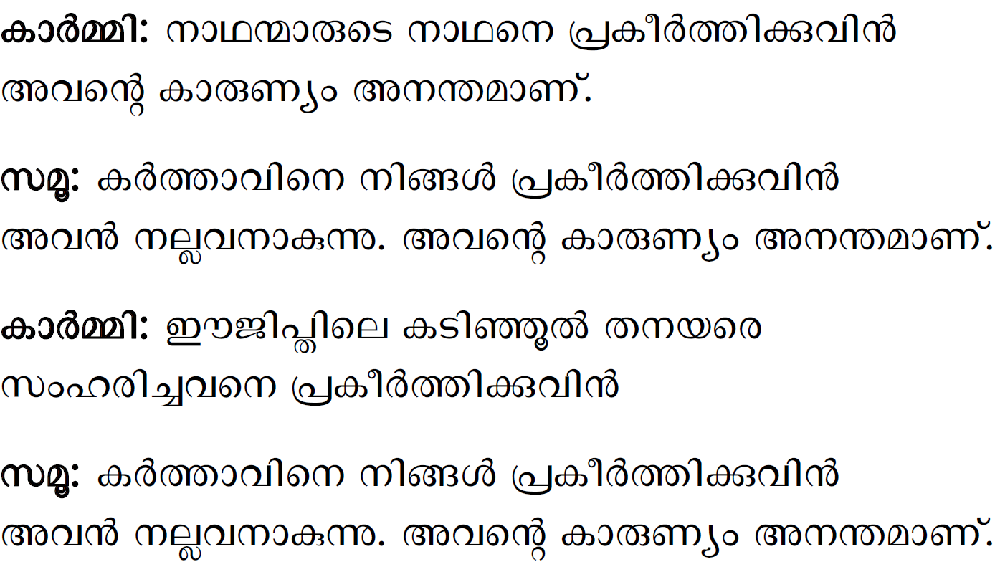 കാർമ്മി: നാഥന്മാരുടെ നാഥനെ പ്രകീർത്തിക്കുവിൻ
അവന്റെ കാരുണ്യം അനന്തമാണ്.
സമൂ: കർത്താവിനെ നിങ്ങൾ പ്രകീർത്തിക്കുവിൻ
അവൻ നല്ലവനാകുന്നു. അവന്റെ കാരുണ്യം അനന്തമാണ്.
കാർമ്മി: ഈജിപ്തിലെ കടിഞ്ഞൂൽ തനയരെ
സംഹരിച്ചവനെ പ്രകീർത്തിക്കുവിൻ
സമൂ: കർത്താവിനെ നിങ്ങൾ പ്രകീർത്തിക്കുവിൻ
അവൻ നല്ലവനാകുന്നു. അവന്റെ കാരുണ്യം അനന്തമാണ്.